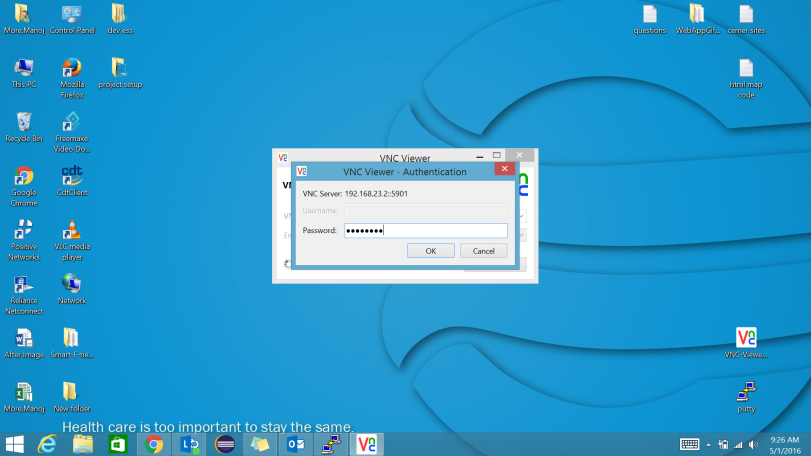 More,Manoj
Control Panel
dev ess
questions
WebAppGif...
cerner.sites
This PC
Mozilla
Firefox
project setup
html map
code
Recycle Bin
Freemake
Video Do...
Google
Chrome
CdtClient
cdt
Positive
Networks
VLC media
player
Reliance
Netconnect
Network
After.Image
Smart-E-he...
VNC-Viewe...
More,Manoj
New folder
putty
VNC Viewer
VNC Viewer - Authentication
VNC Server: 192.168.23.2::5901
Username:
Password:
OK
Cancel
Health care is too important to stay the same.
9:26 AM
5/1/2016